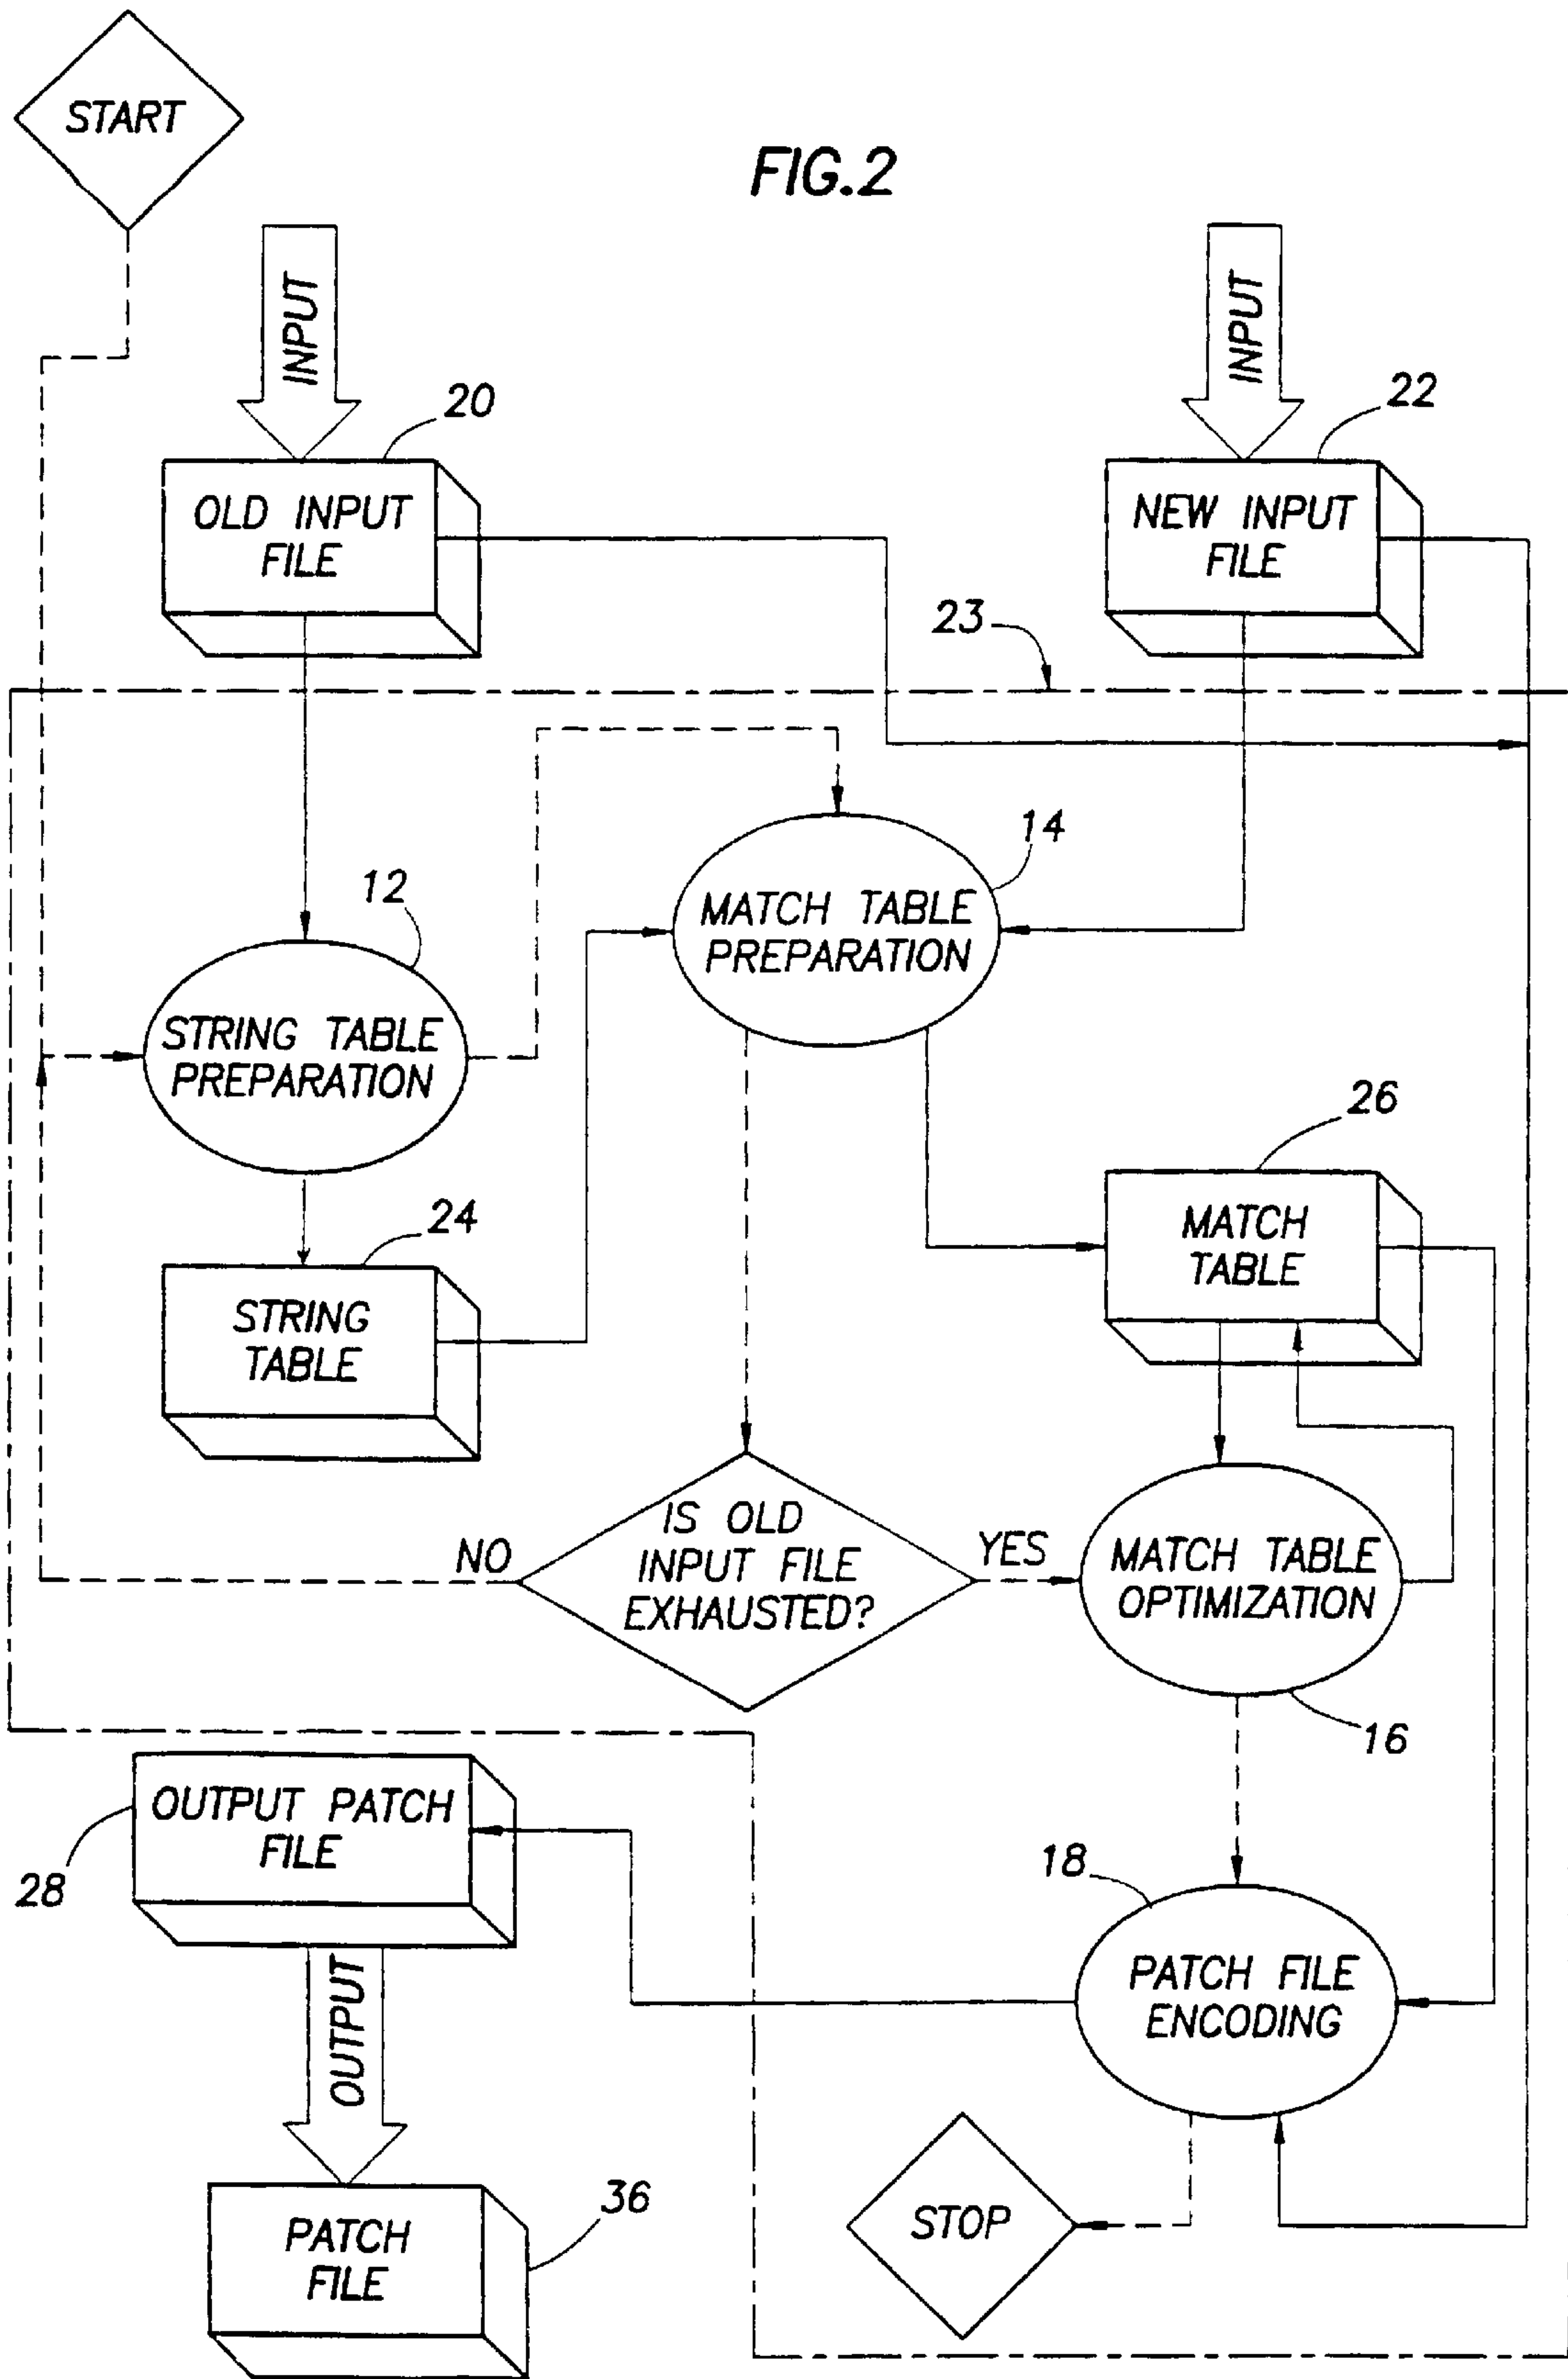 START
FIG.2
INPUT
INPUT
20
22
OLD INPUT
FILE
NEW INPUT
FILE
23
14
12
MATCH TABLE
PREPARATION
STRING TABLE
PREPARATION
26
24
MATCH
TABLE
STRING
TABLE
IS OLD
INPUT FILE
EXHAUSTED?
NO
YES
MATCH TABLE
OPTIMIZATION
16
OUTPUT PATCH
FILE
28
18
PATCH FILE
ENCODING
OUTPUT
36
STOP
PATCH
FILE